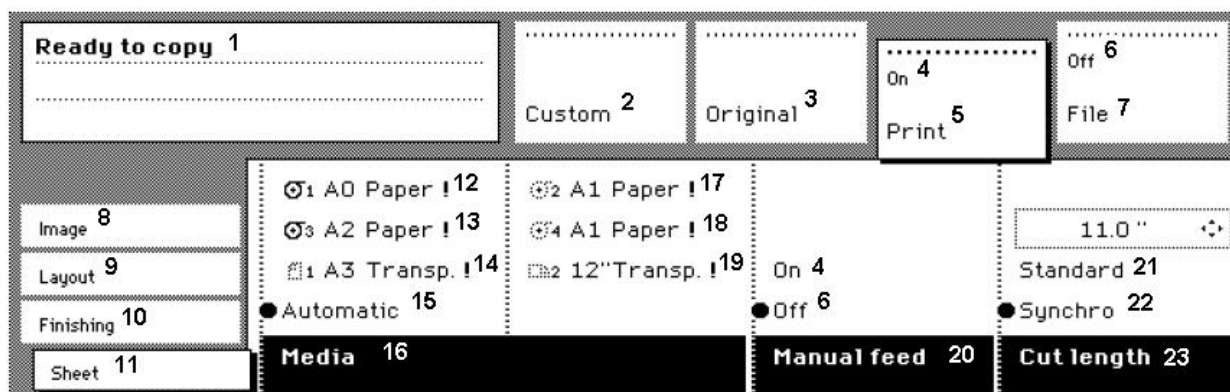 Ready to copy 1
Custom 2
Original 3
On 4
Print 5
Off 6
File 7
Image 8
Layout 9
Finishing 10
Sheet 11
1 A0 Paper ! 12
3 A2 Paper ! 13
1 A3 Transp. ! 14
Automatic 15
Media 16
2 A1 Paper ! 17
4 A1 Paper ! 18
2 12"Transp. ! 19
On 4
Off 6
Manual feed 20
11.0 "
Standard 21
Synchro 22
Cut length 23